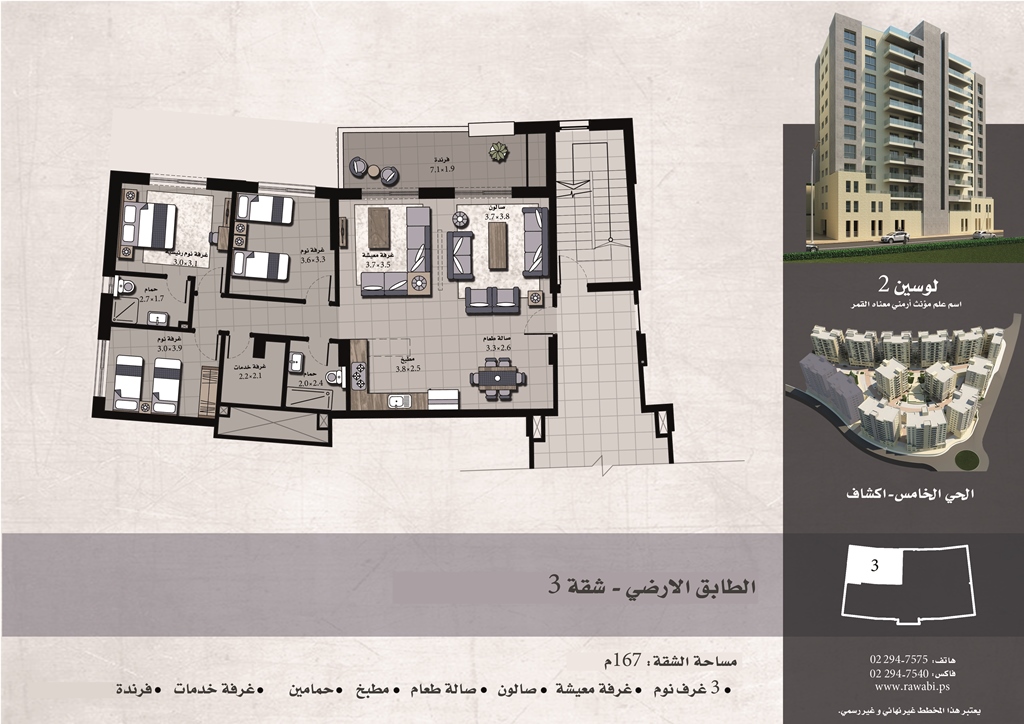 فرندة
7.1×1.9
صالون
3.7×3.8
غرفة معيشة
3.7×3.5
غرفة نوم
3.6×3.3
غرفة نوم رئيسية
3.0×3.1
حمام
2.7×1.7
غرفة نوم
3.0×3.9
غرفة خدمات
2.2×2.1
حمام
2.0×2.4
مطبخ
3.8×2.5
صالة طعام
3.3×2.6
لوسين 2
اسم علم مؤنث أرمني معناه القمر
الحي الخامس-اكشاف
3
الطابق الارضي - شقة 3
مساحة الشقة: 167م
• 3 غرف نوم •غرفة معيشة •صالون •صالة طعام •مطبخ •حمامين •غرفة خدمات •فرندة
هاتف: 02 294-7575
فاكس: 02 294-7540
www.rawabi.ps
يعتبر هذا المخطط غير نهائي و غير رسمي.